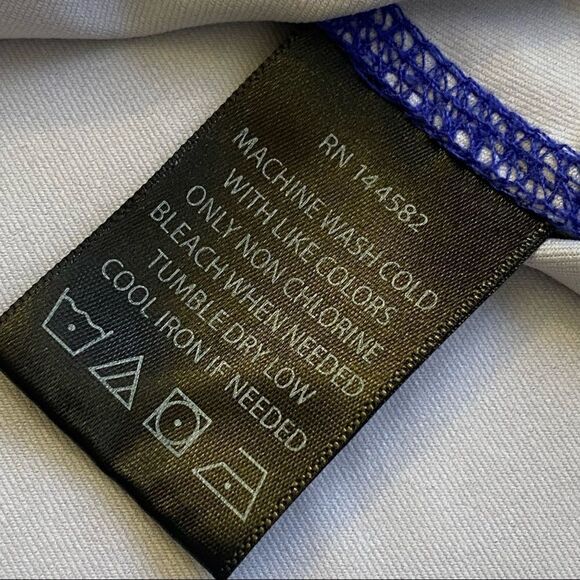 RN 144582
MACHINE WASH COLD
WITH LIKE COLORS
ONLY NON CHLORINE
BLEACH WHEN NEEDED
TUMBLE DRY LOW
COOL IRON IF NEEDED